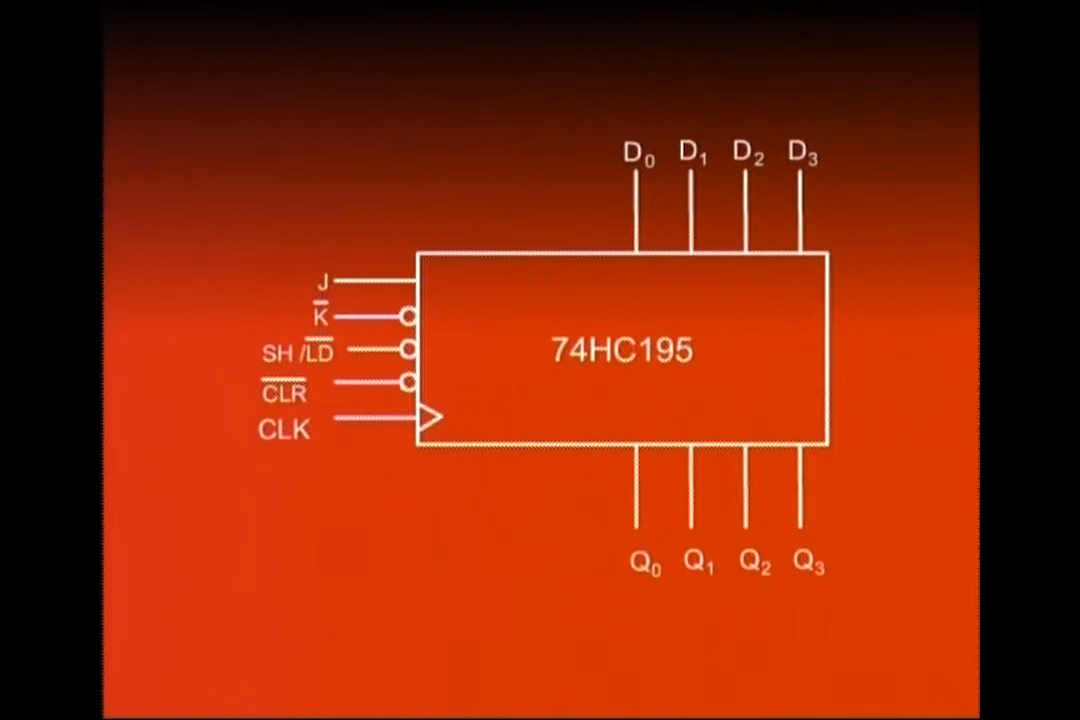 D₀ D₁ D₂ D₃
J
K̅
SH /L̅D̅
C̅L̅R̅
CLK
74HC195
Q₀ Q₁ Q₂ Q₃